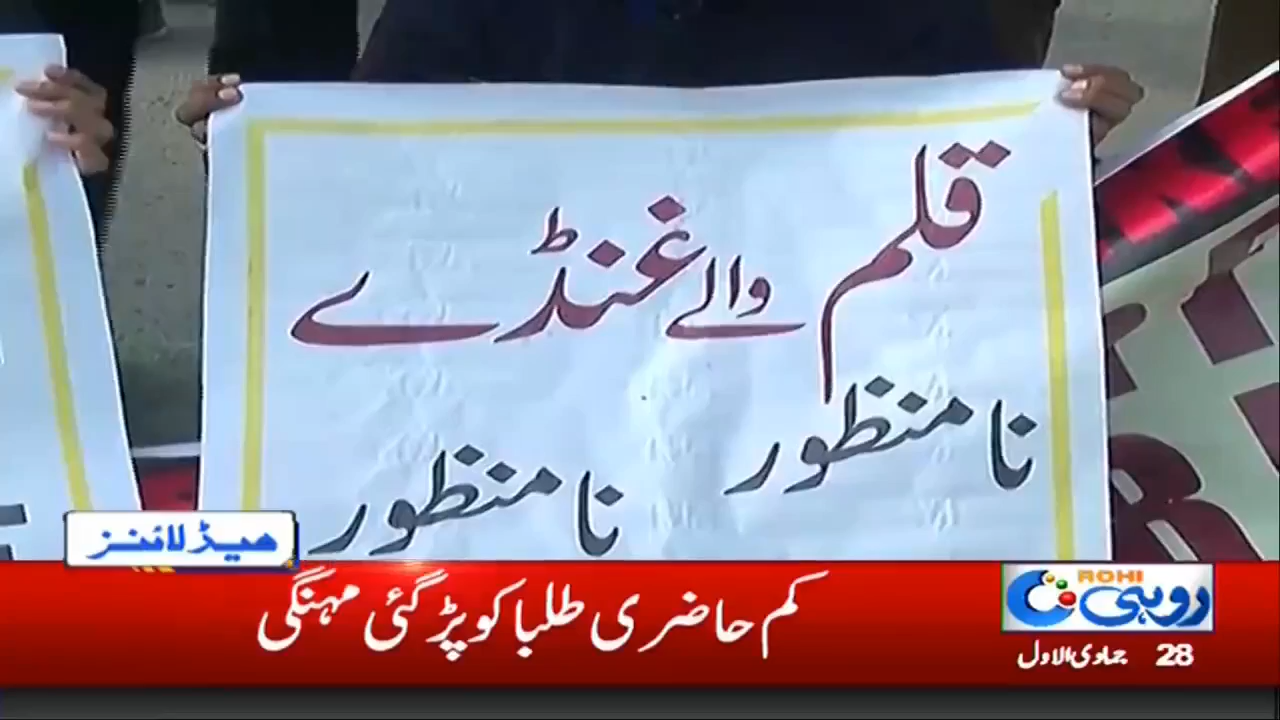 قلم والے غنڈے
نامنظور نامنظور
ہیڈ لائنز
کم حاضری طلبا کو پڑ گئی مہنگی
ROHI
روہی
28 جمادی الاول